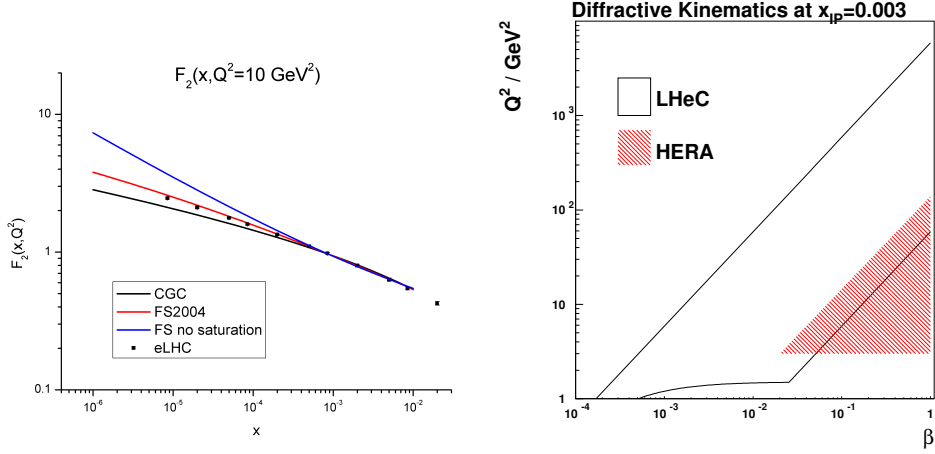 F₂(x,Q²=10 GeV²)
10
1
0.1
F₂(x,Q²)
CGC
FS2004
FS no saturation
eLHC
10⁻⁶
10⁻⁵
10⁻⁴
10⁻³
10⁻²
x
Diffractive Kinematics at x_IP=0.003
Q² / GeV²
10³
10²
10
1
LHeC
HERA
10⁻⁴
10⁻³
10⁻²
10⁻¹
1
β